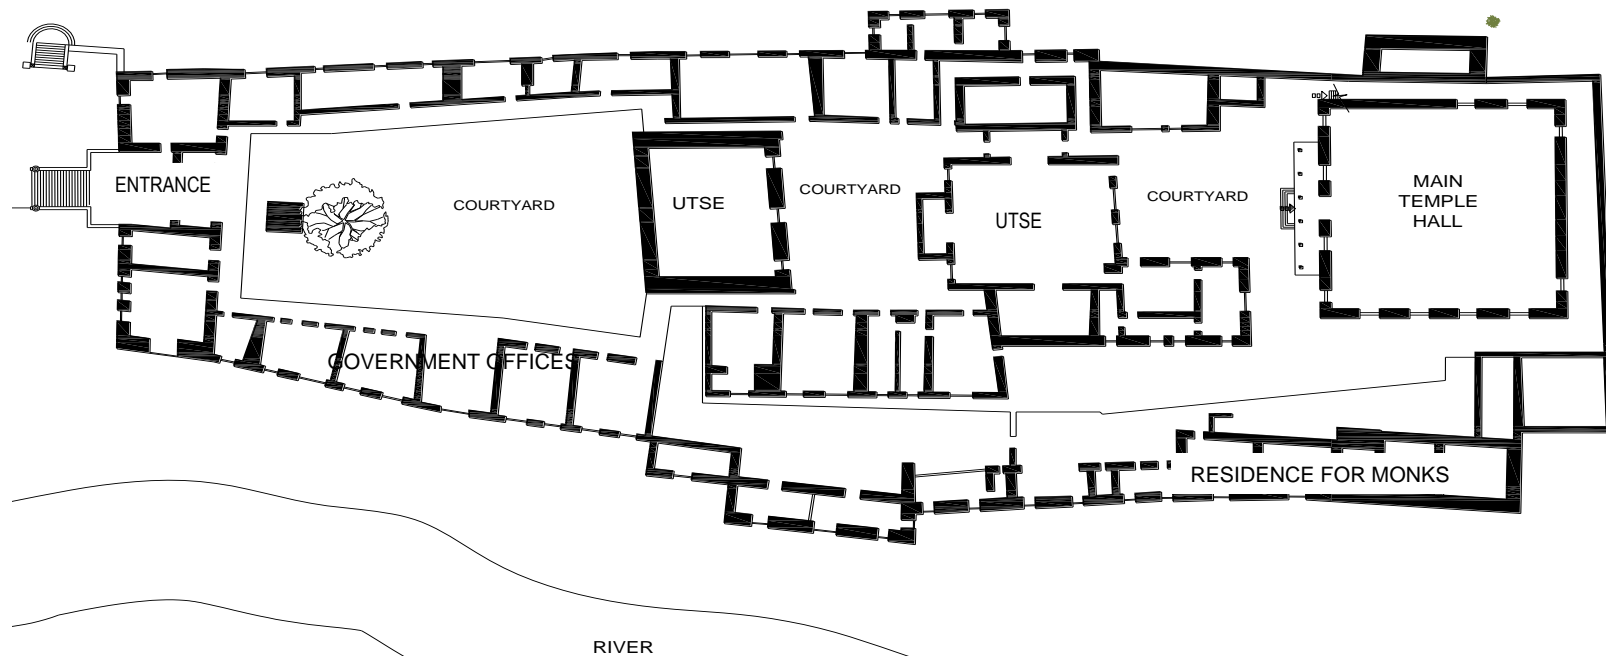 ENTRANCE
COURTYARD
UTSE
COURTYARD
UTSE
COURTYARD
MAIN
TEMPLE
HALL
GOVERNMENT OFFICES
RESIDENCE FOR MONKS
RIVER